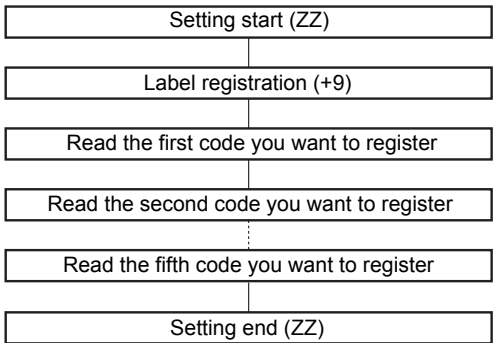 Setting start (ZZ)
Label registration (+9)
Read the first code you want to register
Read the second code you want to register
Read the fifth code you want to register
Setting end (ZZ)